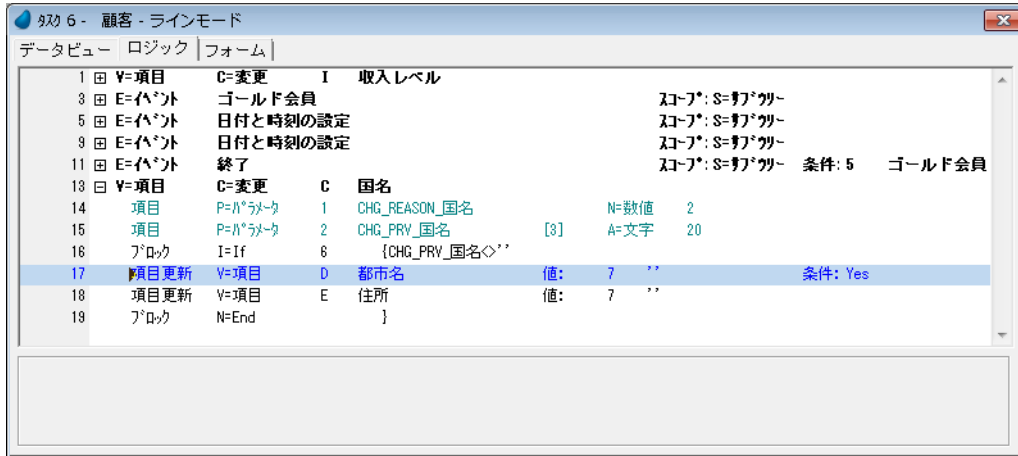 ﾀｽｸ 6 - 顧客 - ラインモード
データビュー ロジック フォーム
1 V=項目 C=変更 I 収入レベル
3 E=ｲﾍﾞﾝﾄ ゴールド会員 ｽｺｰﾌﾟ: S=ｻﾌﾞﾂﾘｰ
5 E=ｲﾍﾞﾝﾄ 日付と時刻の設定 ｽｺｰﾌﾟ: S=ｻﾌﾞﾂﾘｰ
9 E=ｲﾍﾞﾝﾄ 日付と時刻の設定 ｽｺｰﾌﾟ: S=ｻﾌﾞﾂﾘｰ
11 E=ｲﾍﾞﾝﾄ 終了 ｽｺｰﾌﾟ: S=ｻﾌﾞﾂﾘｰ 条件: 5 ゴールド会員
13 V=項目 C=変更 C 国名
14 項目 P=ﾊﾟﾗﾒｰﾀ 1 CHG_REASON_国名 N=数値 2
15 項目 P=ﾊﾟﾗﾒｰﾀ 2 CHG_PRV_国名 [3] A=文字 20
16 ﾌﾞﾛｯｸ I=If 6 {CHG_PRV_国名<>''
17 項目更新 V=項目 D 都市名 値: 7 '' 条件: Yes
18 項目更新 V=項目 E 住所 値: 7 ''
19 ﾌﾞﾛｯｸ N=End }